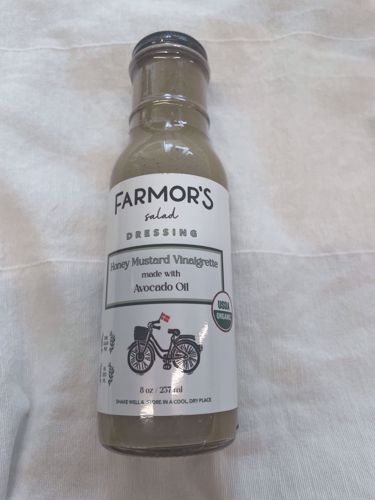 FARMOR'S
salad
DRESSING
Honey Mustard Vinaigrette
made with
Avocado Oil
USDA
ORGANIC
8 oz / 237 ml
SHAKE WELL & STORE IN A COOL, DRY PLACE